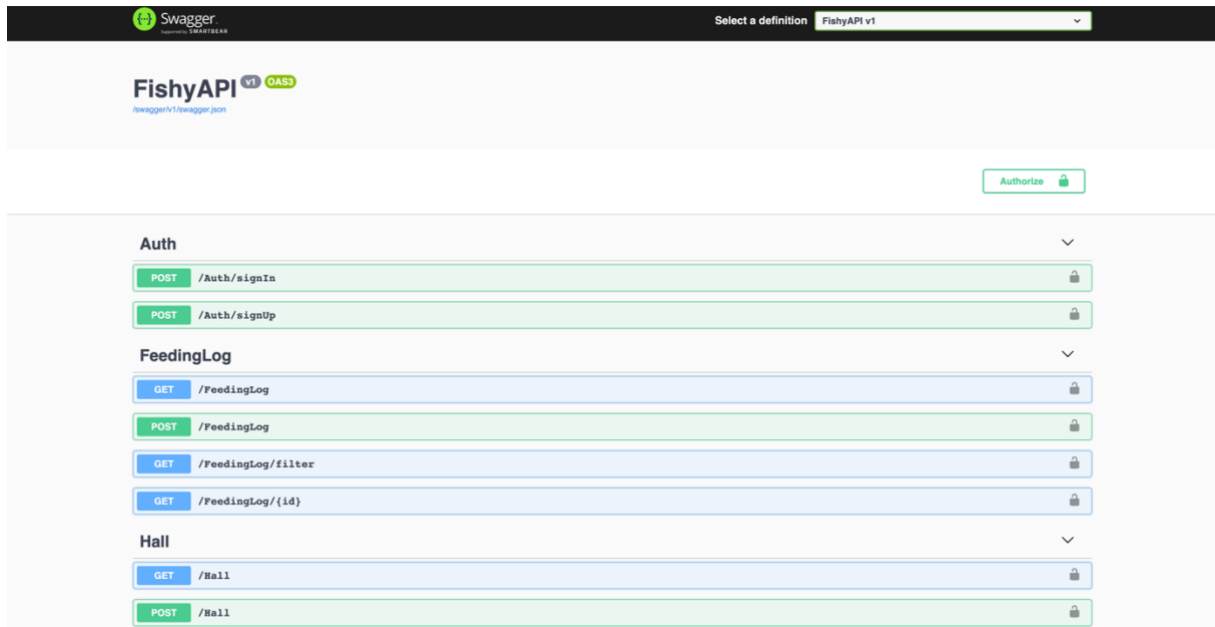 Swagger.
Supported by SMARTBEAR
Select a definition
FishyAPI v1
FishyAPI v1 OAS3
/swagger/v1/swagger.json
Authorize
Auth
POST /Auth/signIn
POST /Auth/signUp
FeedingLog
GET /FeedingLog
POST /FeedingLog
GET /FeedingLog/filter
GET /FeedingLog/{id}
Hall
GET /Hall
POST /Hall